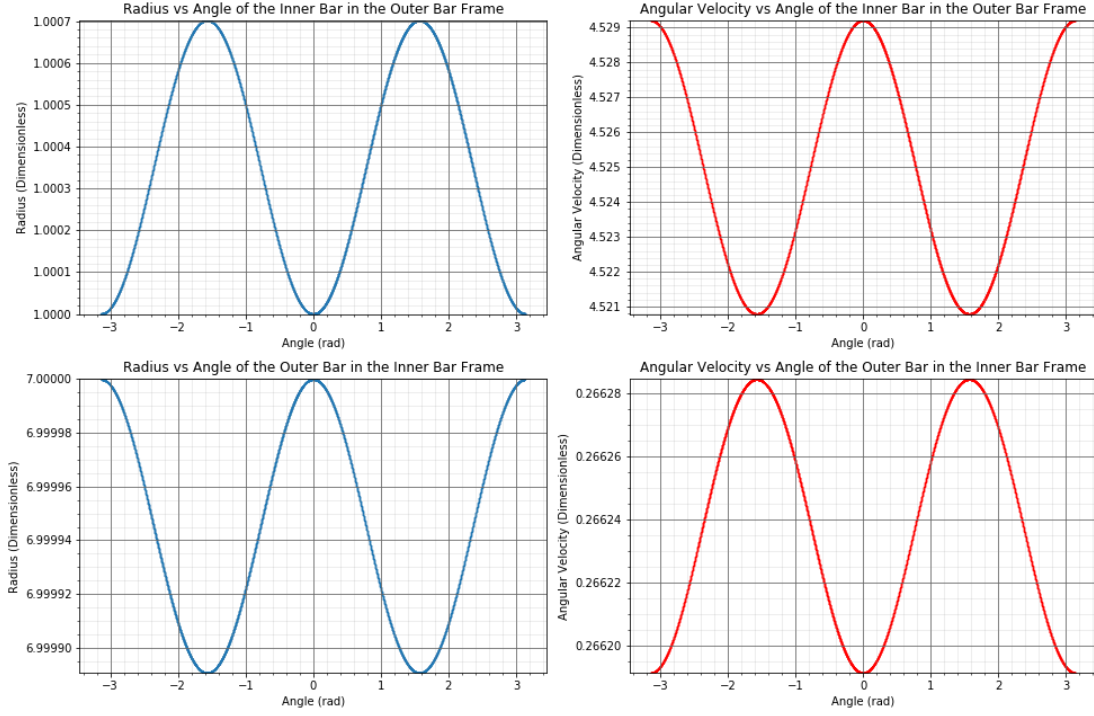 Radius vs Angle of the Inner Bar in the Outer Bar Frame
Radius (Dimensionless)
1.0007
1.0006
1.0005
1.0004
1.0003
1.0002
1.0001
1.0000
−3 −2 −1 0 1 2 3
Angle (rad)
Angular Velocity vs Angle of the Inner Bar in the Outer Bar Frame
Angular Velocity (Dimensionless)
4.529
4.528
4.527
4.526
4.525
4.524
4.523
4.522
4.521
−3 −2 −1 0 1 2 3
Angle (rad)
Radius vs Angle of the Outer Bar in the Inner Bar Frame
Radius (Dimensionless)
7.00000
6.99998
6.99996
6.99994
6.99992
6.99990
−3 −2 −1 0 1 2 3
Angle (rad)
Angular Velocity vs Angle of the Outer Bar in the Inner Bar Frame
Angular Velocity (Dimensionless)
0.26628
0.26626
0.26624
0.26622
0.26620
−3 −2 −1 0 1 2 3
Angle (rad)